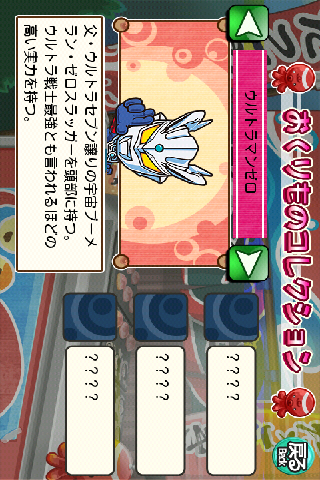 おくりものコレクション
ウルトラマンゼロ
父・ウルトラセブン譲りの宇宙ブーメ
ラン・ゼロスラッガーを頭部に持つ。
ウルトラ戦士最強とも言われるほどの
高い実力を持つ。
????
????
????
戻る
Back